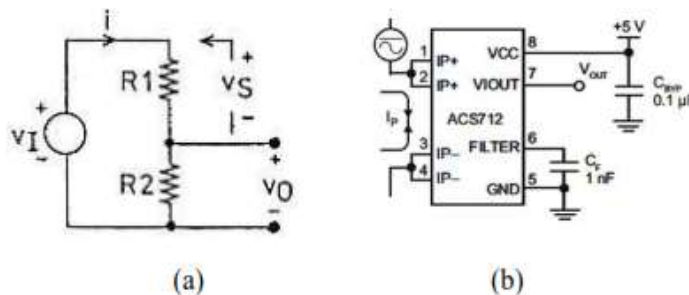 i
+
R1
vS
−
+
vI
−
R2
+
vO
−
(a)
+5 V
1
IP+
VCC
8
2
IP+
VIOUT
7
VOUT
CBYP
0.1 µF
IP
ACS712
3
IP−
FILTER
6
4
IP−
CF
1 nF
GND
5
(b)